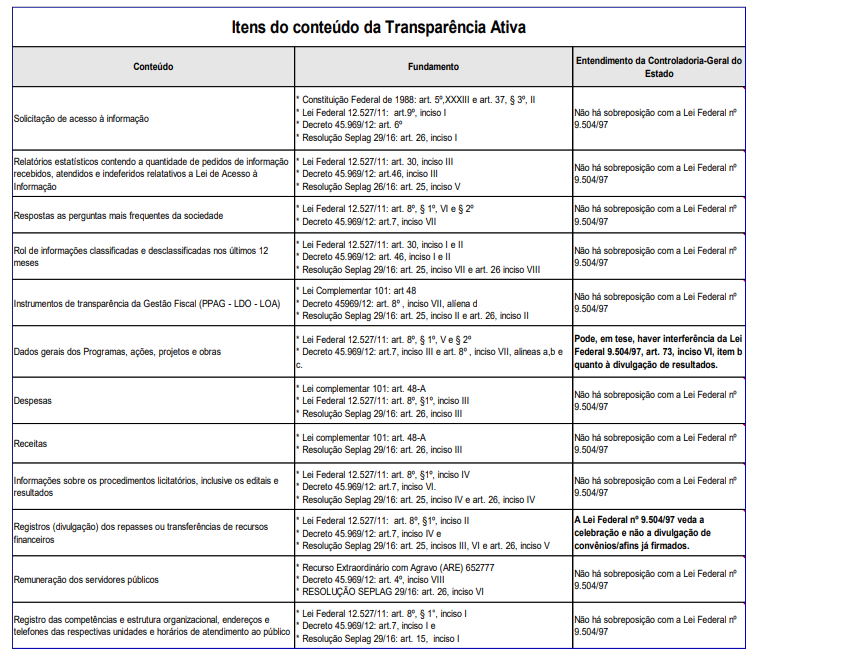 Itens do conteúdo da Transparência Ativa
Conteúdo
Fundamento
Entendimento da Controladoria-Geral do
Estado
Solicitação de acesso à informação
* Constituição Federal de 1988: art. 5º,XXXIII e art. 37, § 3º, II
* Lei Federal 12.527/11: art.9º, inciso I
* Decreto 45.969/12: art. 6º
* Resolução Seplag 29/16: art. 26, inciso I
Não há sobreposição com a Lei Federal nº
9.504/97
Relatórios estatísticos contendo a quantidade de pedidos de informação
recebidos, atendidos e indeferidos relatativos a Lei de Acesso à
Informação
* Lei Federal 12.527/11: art. 30, inciso III
* Decreto 45.969/12: art.46, inciso III
* Resolução Seplag 26/16: art. 25, inciso V
Não há sobreposição com a Lei Federal nº
9.504/97
Respostas as perguntas mais frequentes da sociedade
* Lei Federal 12.527/11: art. 8º, § 1º, VI e § 2º
* Decreto 45.969/12: art.7, inciso VII
Não há sobreposição com a Lei Federal nº
9.504/97
Rol de informações classificadas e desclassificadas nos últimos 12
meses
* Lei Federal 12.527/11: art. 30, inciso I e II
* Decreto 45.969/12: art. 46, inciso I e II
* Resolução Seplag 29/16: art. 25, inciso VII e art. 26 inciso VIII
Não há sobreposição com a Lei Federal nº
9.504/97
Instrumentos de transparência da Gestão Fiscal (PPAG - LDO - LOA)
* Lei Complementar 101: art 48
* Decreto 45969/12: art. 8º , inciso VII, alíena d
* Resolução Seplag 29/16: art. 25, inciso II e art. 26, inciso II
Não há sobreposição com a Lei Federal nº
9.504/97
Dados gerais dos Programas, ações, projetos e obras
* Lei Federal 12.527/11: art. 8º, § 1º, V e § 2º
* Decreto 45.969/12: art.7, inciso III e art. 8º , inciso VII, alineas a,b e
c.
Pode, em tese, haver interferência da Lei
Federal 9.504/97, art. 73, inciso VI, item b
quanto à divulgação de resultados.
Despesas
* Lei complementar 101: art. 48-A
* Lei Federal 12.527/11: art. 8º, §1º, inciso III
* Resolução Seplag 29/16: art. 26, inciso III
Não há sobreposição com a Lei Federal nº
9.504/97
Receitas
* Lei complementar 101: art. 48-A
* Resolução Seplag 29/16: art. 26, inciso III
Não há sobreposição com a Lei Federal nº
9.504/97
Informações sobre os procedimentos licitatórios, inclusive os editais e
resultados
* Lei Federal 12.527/11: art. 8º, §1º, inciso IV
* Decreto 45.969/12: art.7, inciso VI.
* Resolução Seplag 29/16: art. 25, inciso IV e art. 26, inciso IV
Não há sobreposição com a Lei Federal nº
9.504/97
Registros (divulgação) dos repasses ou transferências de recursos
financeiros
* Lei Federal 12.527/11: art. 8º, §1º, inciso II
* Decreto 45.969/12: art.7, inciso IV e
* Resolução Seplag 29/16: art. 25, incisos III, VI e art. 26, inciso V
A Lei Federal nº 9.504/97 veda a
celebração e não a divulgação de
convênios/afins já firmados.
Remuneração dos servidores públicos
* Recurso Extraordinário com Agravo (ARE) 652777
* Decreto 45.969/12: art. 4º, inciso VIII
* RESOLUÇÃO SEPLAG 29/16: art. 26, inciso VI
Não há sobreposição com a Lei Federal nº
9.504/97
Registro das competências e estrutura organizacional, endereços e
telefones das respectivas unidades e horários de atendimento ao público
* Lei Federal 12.527/11: art. 8º, § 1°, inciso I
* Decreto 45.969/12: art.7, inciso I e
* Resolução Seplag 29/16: art. 15, inciso I
Não há sobreposição com a Lei Federal nº
9.504/97